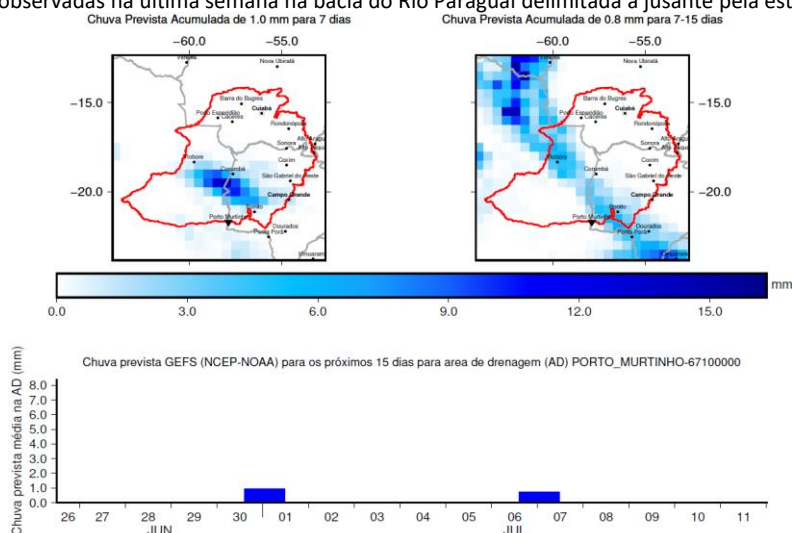 observadas na última semana na bacia do Rio Paraguai delimitada a jusante pela est
Chuva Prevista Acumulada de 1.0 mm para 7 dias
Chuva Prevista Acumulada de 0.8 mm para 7-15 dias
−60.0 −55.0
−60.0 −55.0
Nova Ubiratã
Nova Ubiratã
−15.0
−15.0
Barra do Bugres
Barra do Bugres
Cuiabá
Cuiabá
Porto Esperidião
Porto Esperidião
Cáceres
Cáceres
Rondonópolis
Rondonópolis
Sonora
Sonora
Robore
Robore
Coxim
Coxim
Corumbá
Corumbá
São Gabriel do Oeste
São Gabriel do Oeste
−20.0
−20.0
Campo Grande
Campo Grande
Bonito
Bonito
Porto Murtinho
Porto Murtinho
Dourados
Dourados
Ponta Porã
Ponta Porã
mm
0.0 3.0 6.0 9.0 12.0 15.0
Chuva prevista GEFS (NCEP-NOAA) para os próximos 15 dias para area de drenagem (AD) PORTO_MURTINHO-67100000
Chuva prevista média na AD (mm)
8.0
7.0
6.0
5.0
4.0
3.0
2.0
1.0
0.0
26 27 28 29 30 01 02 03 04 05 06 07 08 09 10 11
JUN JUL